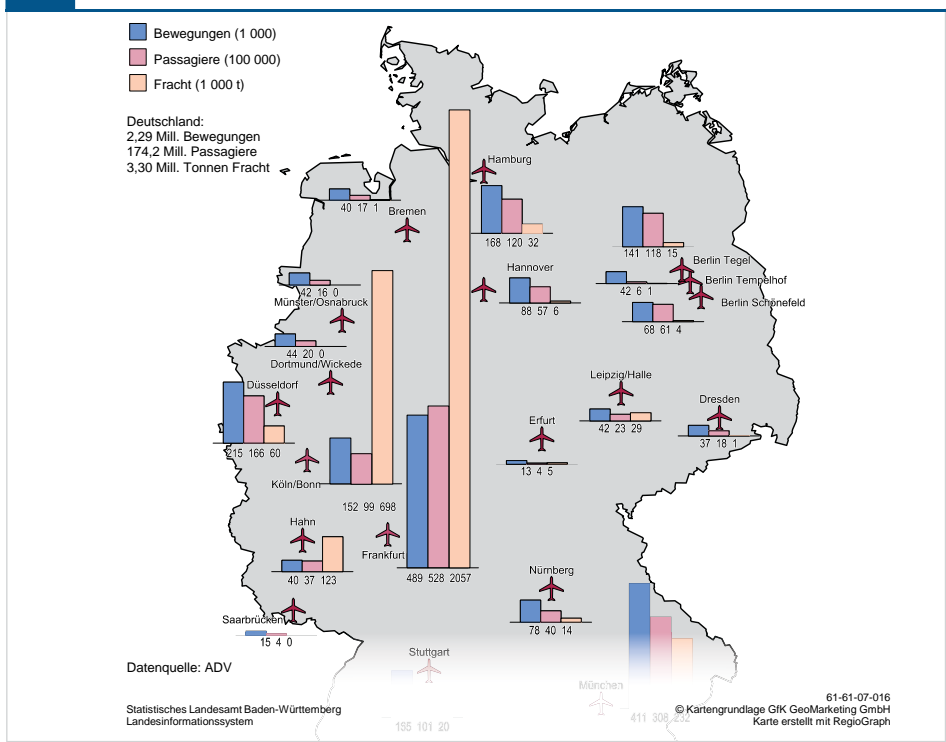 Bewegungen (1 000)
Passagiere (100 000)
Fracht (1 000 t)
Deutschland:
2,29 Mill. Bewegungen
174,2 Mill. Passagiere
3,30 Mill. Tonnen Fracht
Hamburg
168 120 32
40 17 1
Bremen
141 118 15
Berlin Tegel
Hannover
88 57 6
42 6 1
Berlin Tempelhof
Berlin Schönefeld
68 61 4
42 16 0
Münster/Osnabrück
44 20 0
Dortmund/Wickede
Düsseldorf
215 166 60
Leipzig/Halle
42 23 29
Dresden
37 18 1
Erfurt
13 4 5
Köln/Bonn
152 99 698
Hahn
40 37 123
Frankfurt
489 528 2057
Nürnberg
78 40 14
Saarbrücken
15 4 0
Stuttgart
101 20
München
411 308 232
Datenquelle: ADV
Statistisches Landesamt Baden-Württemberg
Landesinformationssystem
61-61-07-016
© Kartengrundlage GfK GeoMarketing GmbH
Karte erstellt mit RegioGraph